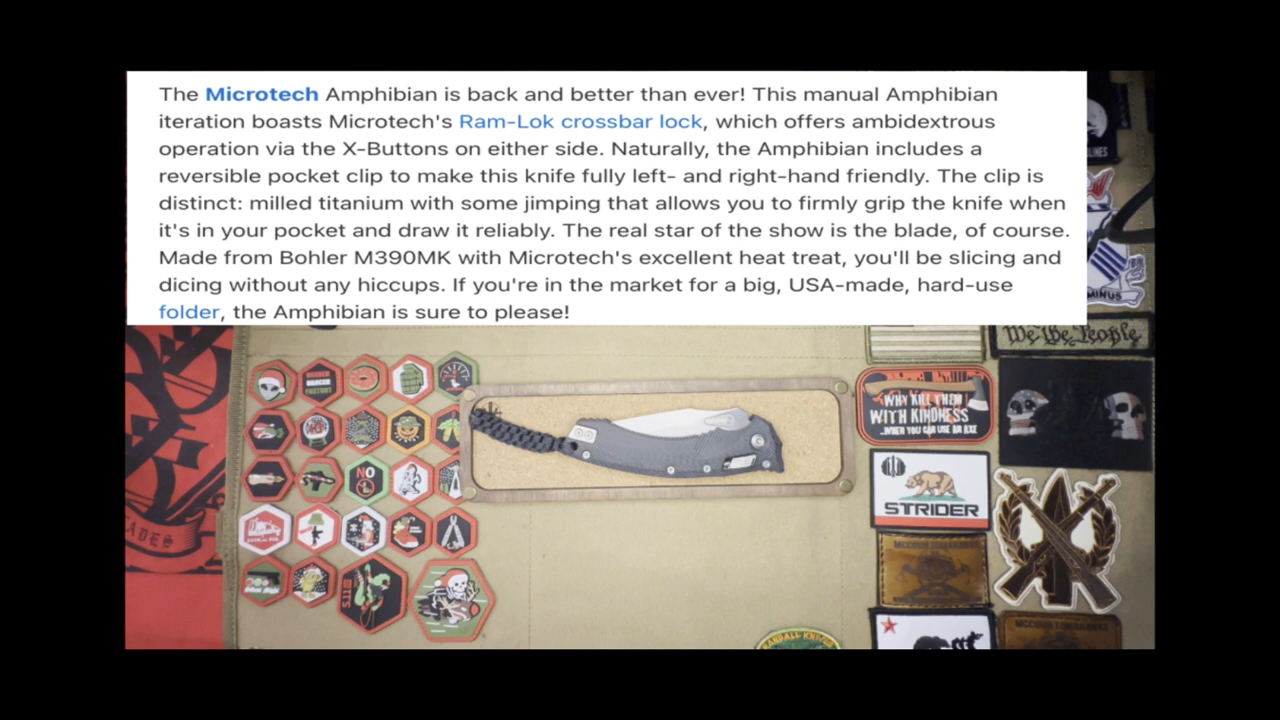 The Microtech Amphibian is back and better than ever! This manual Amphibian
iteration boasts Microtech's Ram-Lok crossbar lock, which offers ambidextrous
operation via the X-Buttons on either side. Naturally, the Amphibian includes a
reversible pocket clip to make this knife fully left- and right-hand friendly. The clip is
distinct: milled titanium with some jimping that allows you to firmly grip the knife when
it's in your pocket and draw it reliably. The real star of the show is the blade, of course.
Made from Bohler M390MK with Microtech's excellent heat treat, you'll be slicing and
dicing without any hiccups. If you're in the market for a big, USA-made, hard-use
folder, the Amphibian is sure to please!
MINUS
We the People
WHY KILL THEM
WITH KINDNESS
...WHEN YOU CAN USE AN AXE
NO
STRIDER
5.11